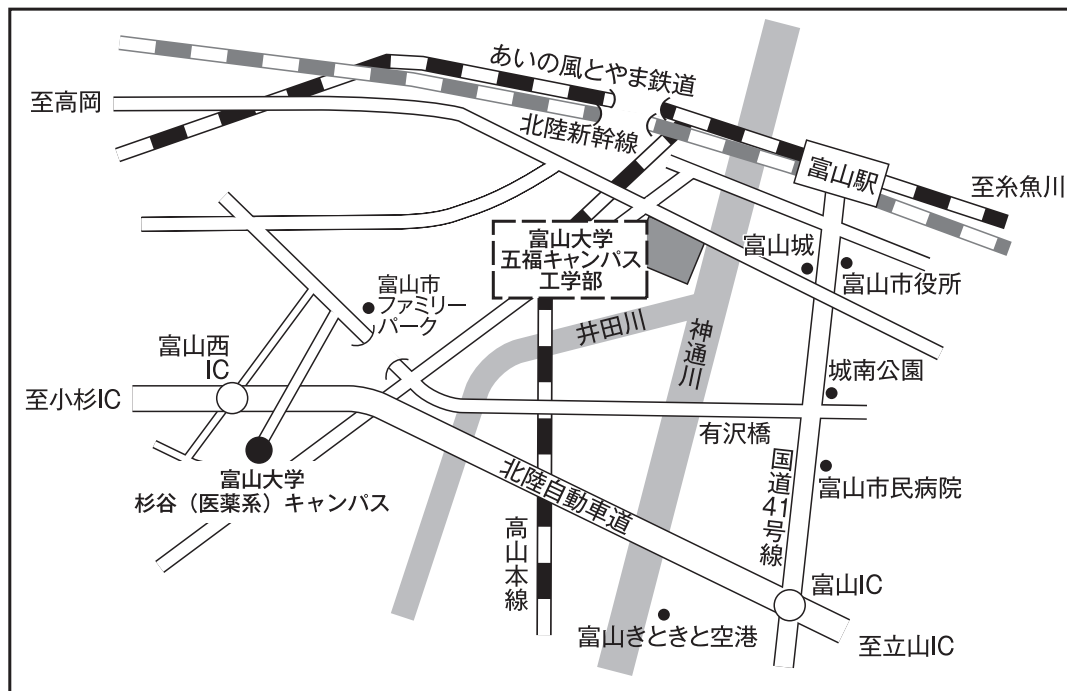 あいの風とやま鉄道
至高岡
北陸新幹線
富山駅
至糸魚川
富山大学
五福キャンパス
工学部
富山城
富山市役所
富山市
ファミリー
パーク
井田川
神通川
富山西
IC
城南公園
至小杉IC
有沢橋
国道41号線
富山市民病院
富山大学
杉谷（医薬系）キャンパス
北陸自動車道
高山本線
富山IC
富山きときと空港
至立山IC